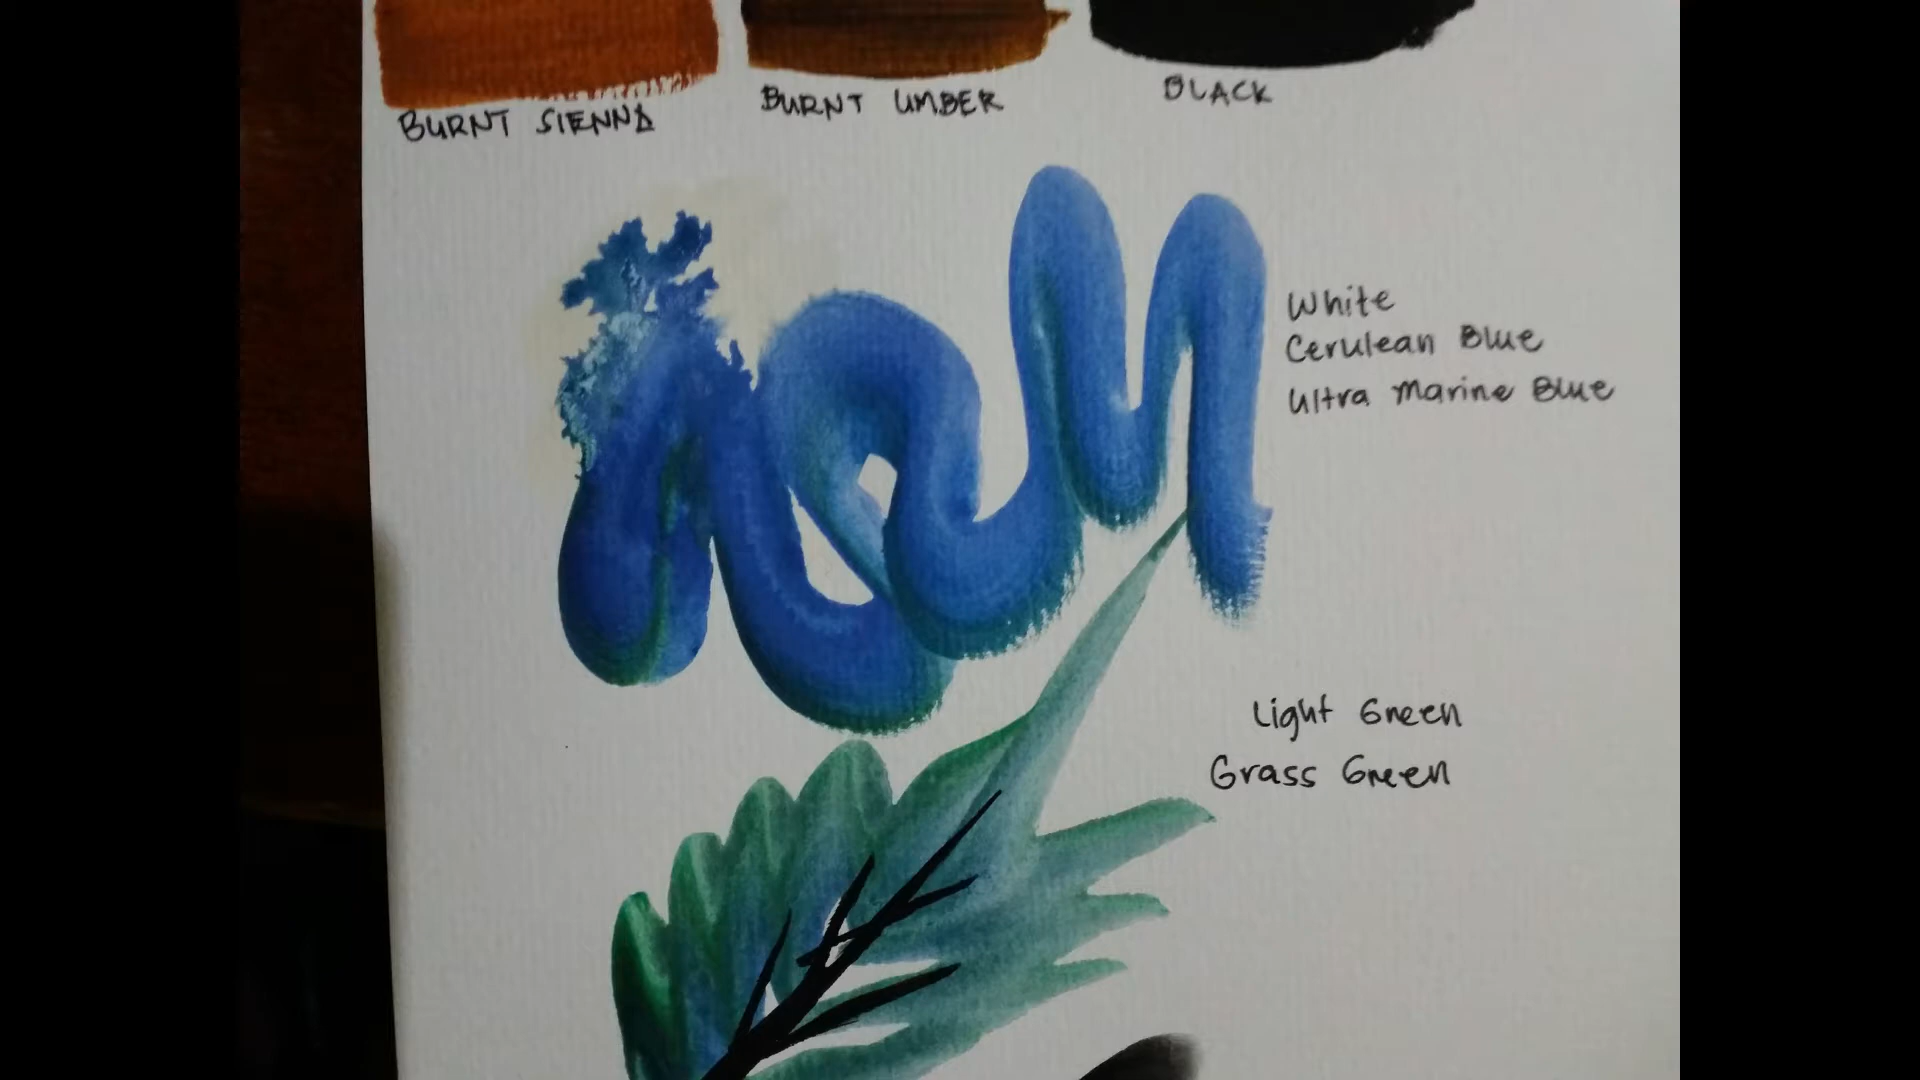 BURNT SIENNA
BURNT UMBER
BLACK
White
Cerulean Blue
Ultra Marine Blue
Light Green
Grass Green